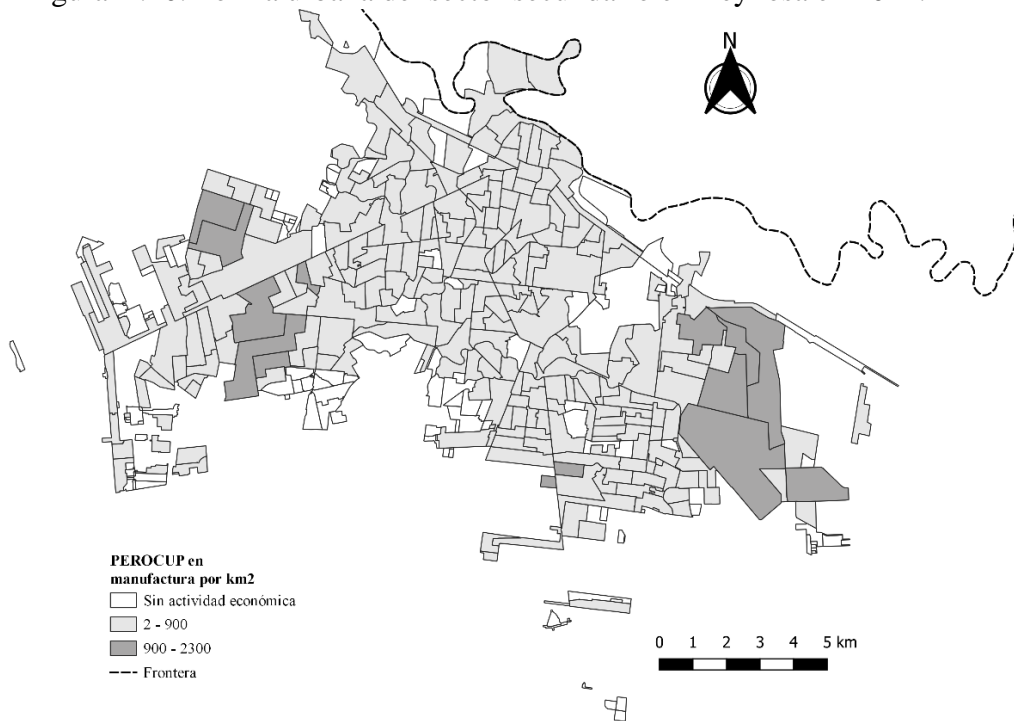 N
PEROCUP en
manufactura por km2
Sin actividad económica
2 - 900
900 - 2300
Frontera
0 1 2 3 4 5 km